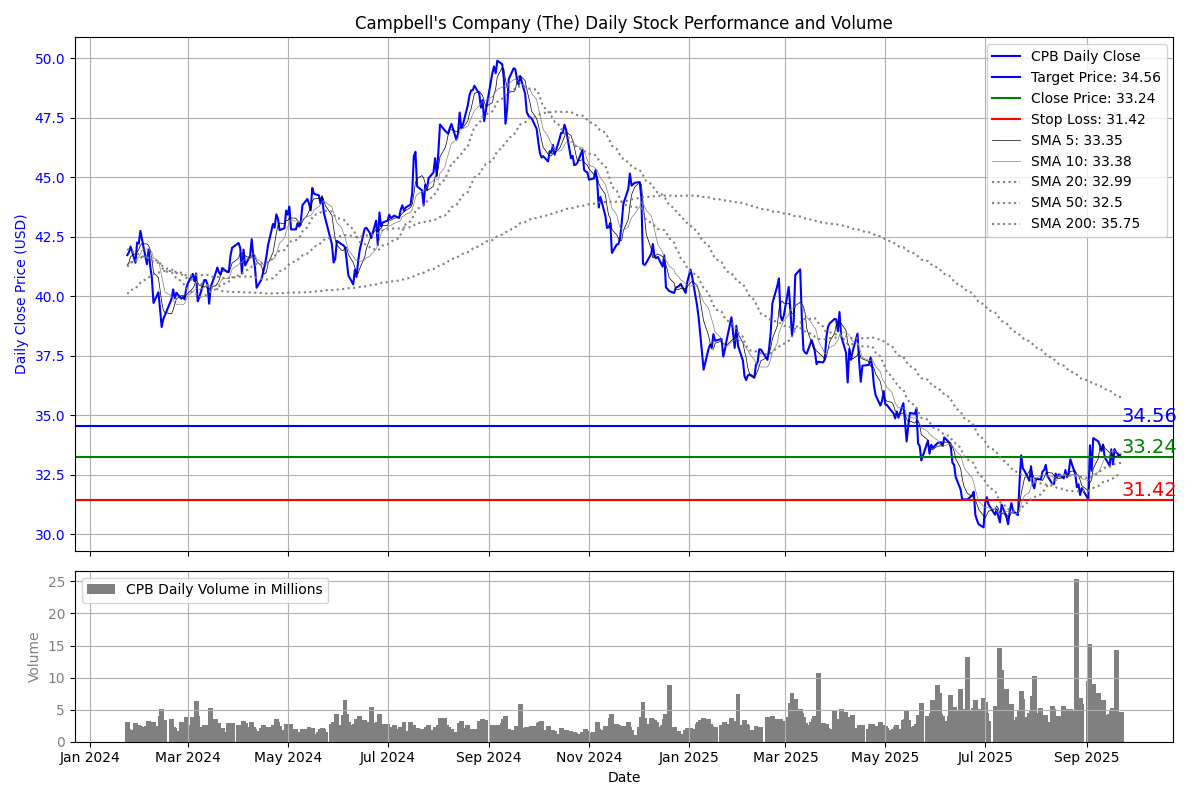 Campbell's Company (The) Daily Stock Performance and Volume
Daily Close Price (USD)
50.0
47.5
45.0
42.5
40.0
37.5
35.0
32.5
30.0
CPB Daily Close
Target Price: 34.56
Close Price: 33.24
Stop Loss: 31.42
SMA 5: 33.35
SMA 10: 33.38
SMA 20: 32.99
SMA 50: 32.5
SMA 200: 35.75
34.56
33.24
31.42
Volume
25
20
15
10
5
0
CPB Daily Volume in Millions
Jan 2024
Mar 2024
May 2024
Jul 2024
Sep 2024
Nov 2024
Jan 2025
Mar 2025
May 2025
Jul 2025
Sep 2025
Date